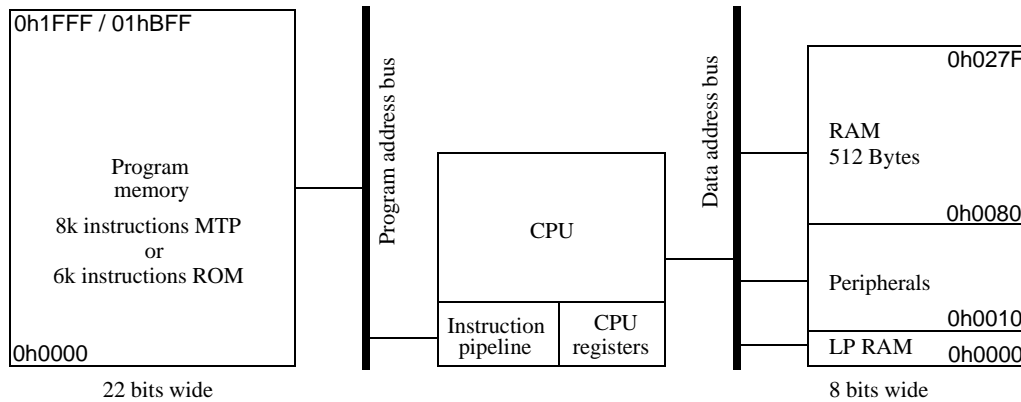 0h1FFF / 01hBFF
Program
memory
8k instructions MTP
or
6k instructions ROM
0h0000
22 bits wide
Program address bus
CPU
Instruction
pipeline
CPU
registers
Data address bus
0h027F
RAM
512 Bytes
0h0080
Peripherals
0h0010
LP RAM
0h0000
8 bits wide